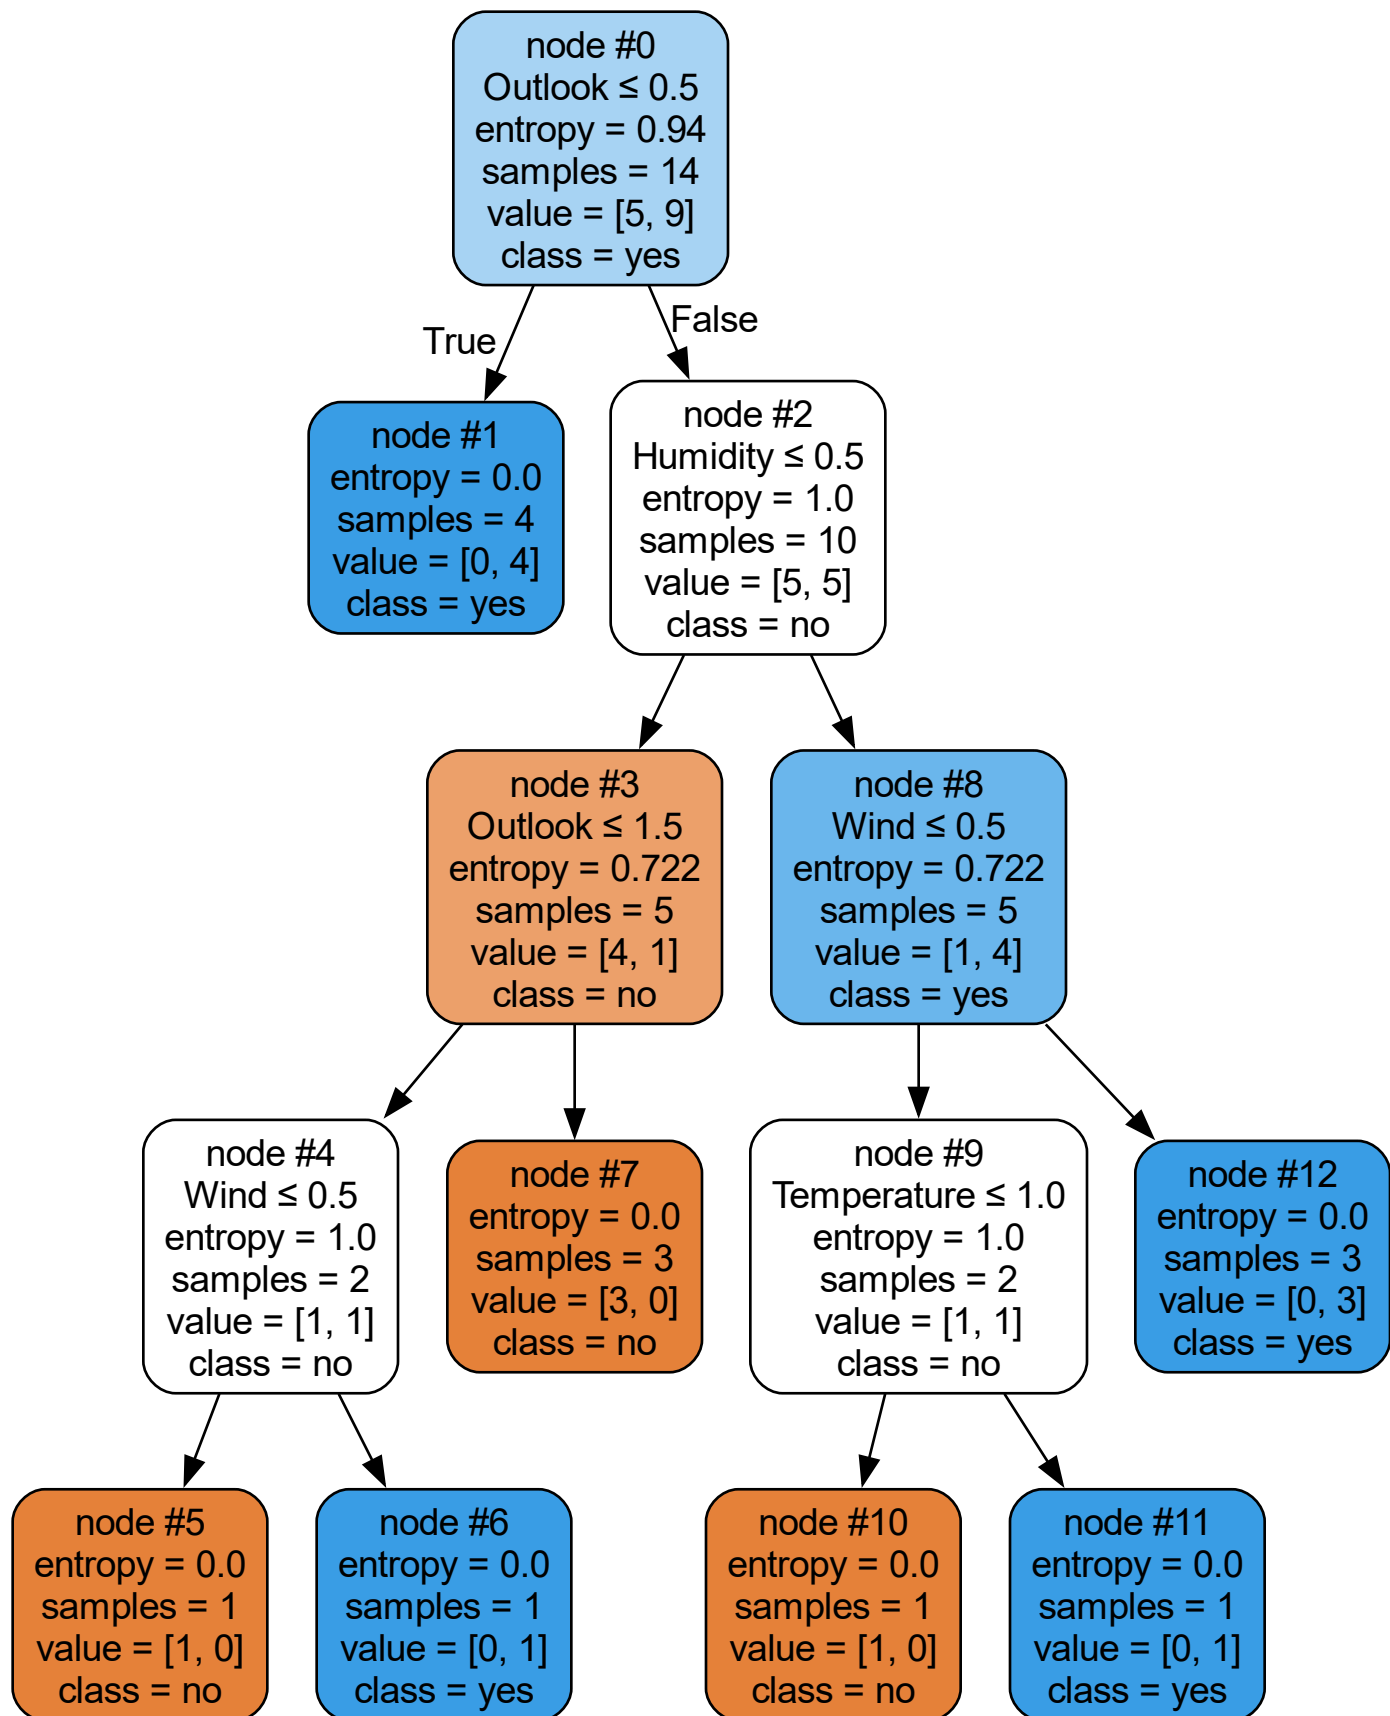 node #0
Outlook ≤ 0.5
entropy = 0.94
samples = 14
value = [5, 9]
class = yes
True
False
node #1
entropy = 0.0
samples = 4
value = [0, 4]
class = yes
node #2
Humidity ≤ 0.5
entropy = 1.0
samples = 10
value = [5, 5]
class = no
node #3
Outlook ≤ 1.5
entropy = 0.722
samples = 5
value = [4, 1]
class = no
node #8
Wind ≤ 0.5
entropy = 0.722
samples = 5
value = [1, 4]
class = yes
node #4
Wind ≤ 0.5
entropy = 1.0
samples = 2
value = [1, 1]
class = no
node #7
entropy = 0.0
samples = 3
value = [3, 0]
class = no
node #9
Temperature ≤ 1.0
entropy = 1.0
samples = 2
value = [1, 1]
class = no
node #12
entropy = 0.0
samples = 3
value = [0, 3]
class = yes
node #5
entropy = 0.0
samples = 1
value = [1, 0]
class = no
node #6
entropy = 0.0
samples = 1
value = [0, 1]
class = yes
node #10
entropy = 0.0
samples = 1
value = [1, 0]
class = no
node #11
entropy = 0.0
samples = 1
value = [0, 1]
class = yes